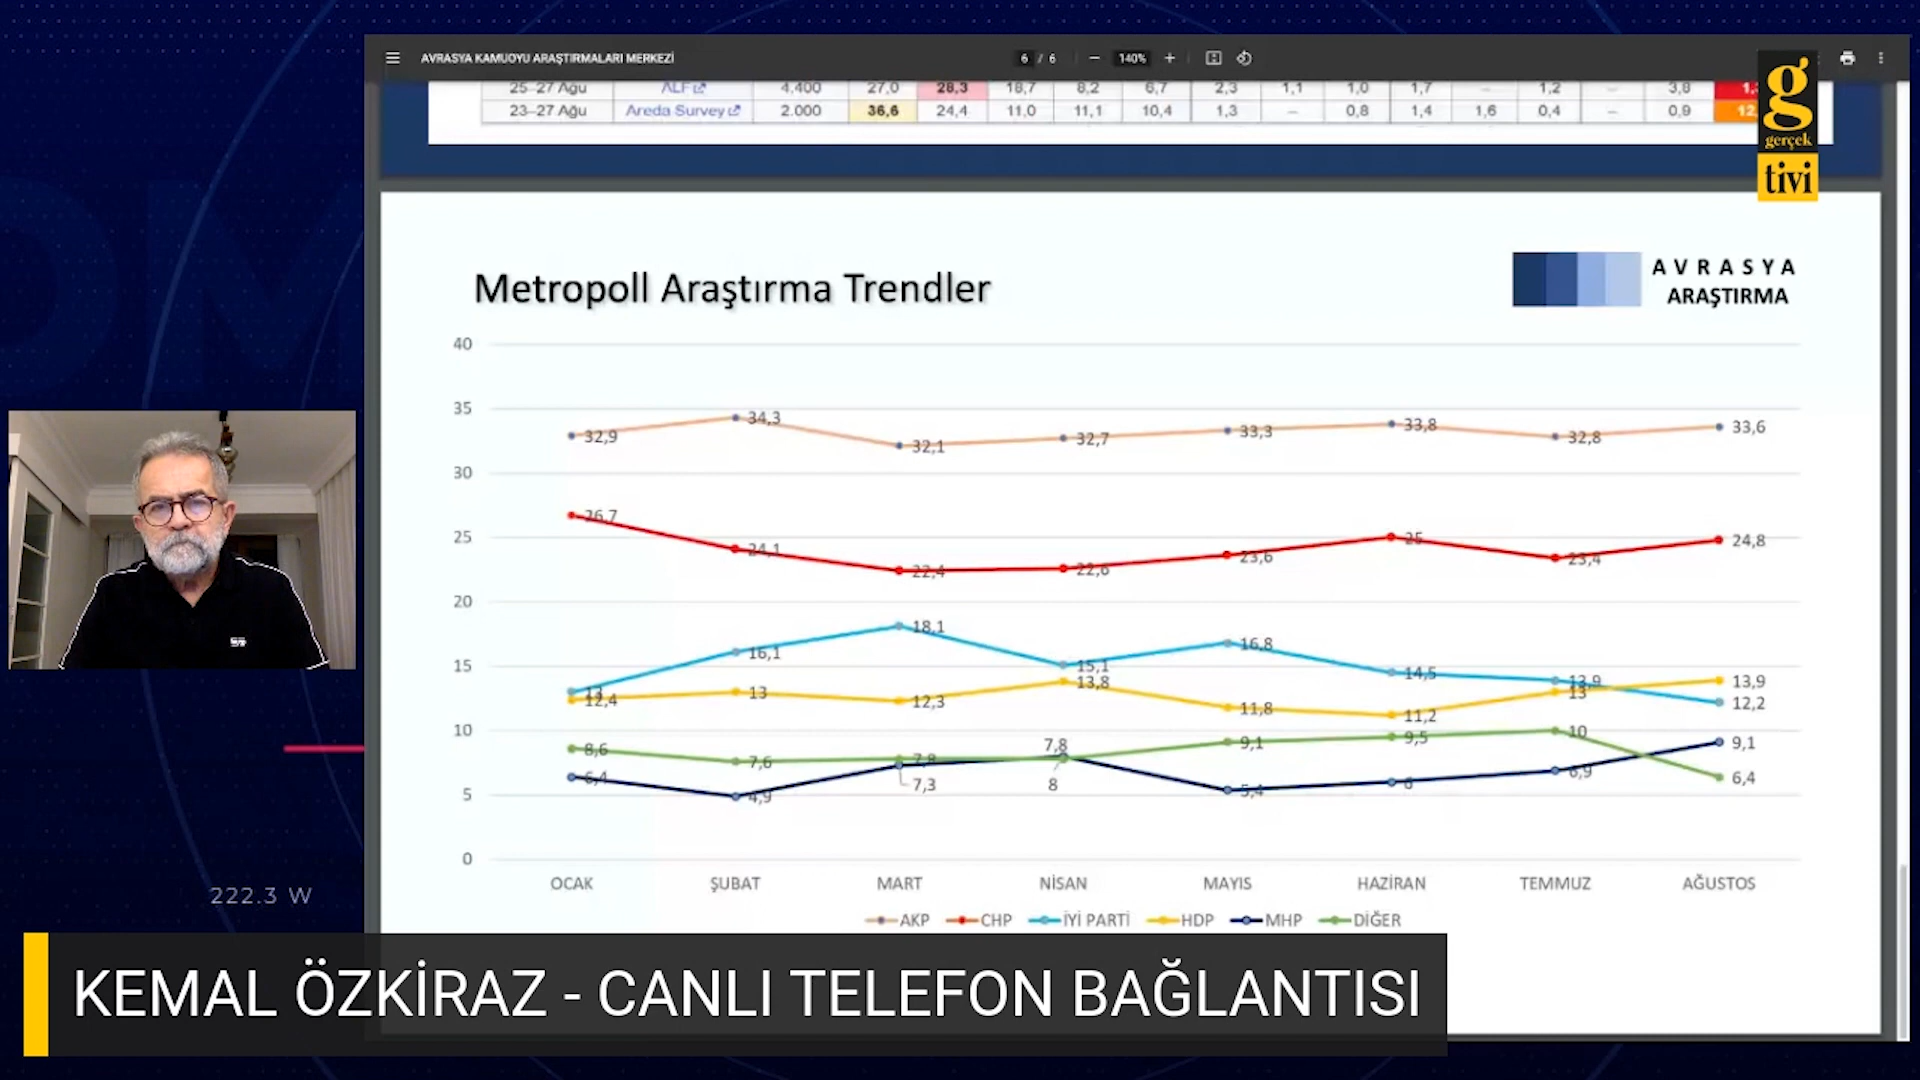 AVRASYA KAMUOYU ARAŞTIRMALARI MERKEZİ 6 / 6 140%
25–27 Ağu ALF 4.400 27,0 28,3 18,7 8,2 6,7 2,3 1,1 1,0 1,7 – 1,2 – 3,8
23–27 Ağu Areda Survey 2.000 36,6 24,4 11,0 11,1 10,4 1,3 – 0,8 1,4 1,6 0,4 – 0,9
g
gerçek
tivi
Metropoll Araştırma Trendler
AVRASYA
ARAŞTIRMA
40
35
30
25
20
15
10
5
0
32,9 34,3 32,1 32,7 33,3 33,8 32,8 33,6
26,7 24,1 22,4 22,6 23,6 25 23,4 24,8
13 16,1 18,1 15,1 16,8 14,5 13,9 12,2
12,4 13 12,3 13,8 11,8 11,2 13 13,9
8,6 7,6 7,8 7,8 9,1 9,5 10 6,4
6,4 4,9 7,3 8 5,4 6 6,9 9,1
OCAK ŞUBAT MART NİSAN MAYIS HAZİRAN TEMMUZ AĞUSTOS
AKP CHP İYİ PARTİ HDP MHP DİĞER
222.3 W
KEMAL ÖZKİRAZ - CANLI TELEFON BAĞLANTISI